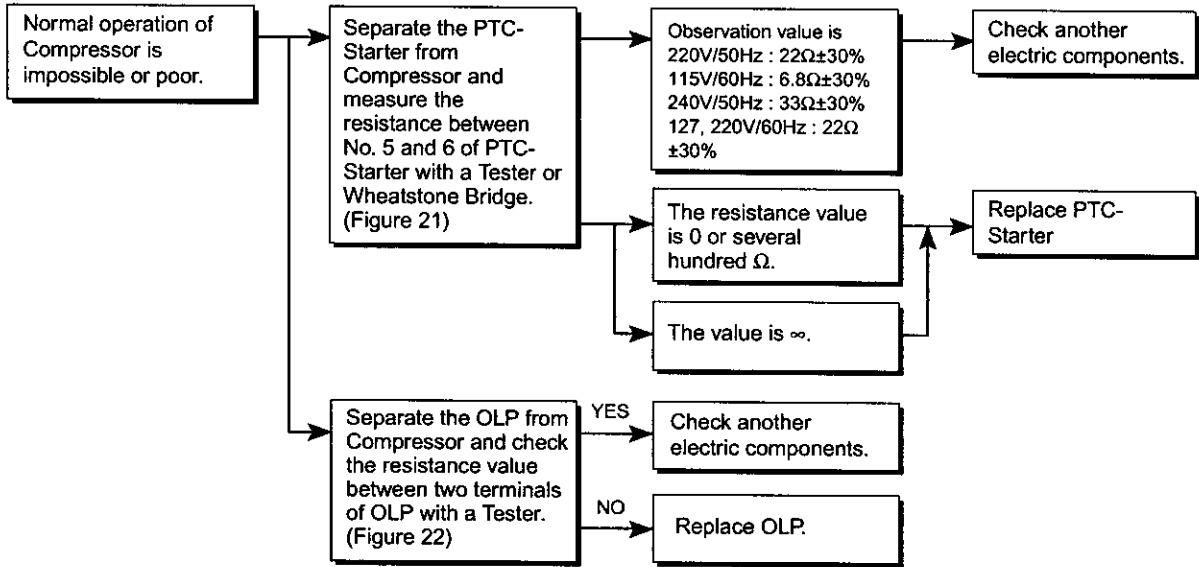 Normal operation of
Compressor is
impossible or poor.
Separate the PTC-
Starter from
Compressor and
measure the
resistance between
No. 5 and 6 of PTC-
Starter with a Tester or
Wheatstone Bridge.
(Figure 21)
Observation value is
220V/50Hz : 22Ω±30%
115V/60Hz : 6.8Ω±30%
240V/50Hz : 33Ω±30%
127, 220V/60Hz : 22Ω
±30%
Check another
electric components.
The resistance value
is 0 or several
hundred Ω.
The value is ∞.
Replace PTC-
Starter
Separate the OLP from
Compressor and check
the resistance value
between two terminals
of OLP with a Tester.
(Figure 22)
YES
Check another
electric components.
NO
Replace OLP.